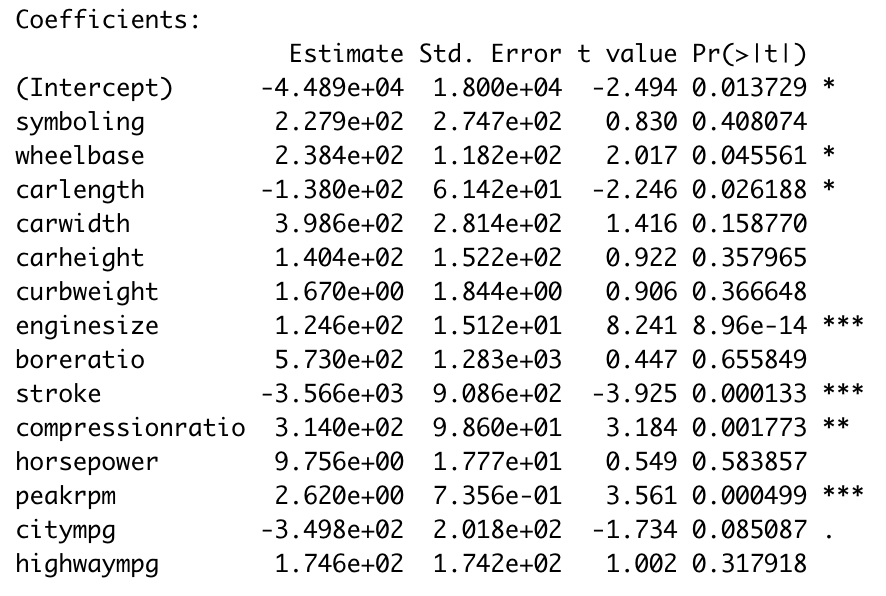 Coefficients:
Estimate Std. Error t value Pr(>|t|)
(Intercept) -4.489e+04 1.800e+04 -2.494 0.013729 *
symboling 2.279e+02 2.747e+02 0.830 0.408074
wheelbase 2.384e+02 1.182e+02 2.017 0.045561 *
carlength -1.380e+02 6.142e+01 -2.246 0.026188 *
carwidth 3.986e+02 2.814e+02 1.416 0.158770
carheight 1.404e+02 1.522e+02 0.922 0.357965
curbweight 1.670e+00 1.844e+00 0.906 0.366648
enginesize 1.246e+02 1.512e+01 8.241 8.96e-14 ***
boreratio 5.730e+02 1.283e+03 0.447 0.655849
stroke -3.566e+03 9.086e+02 -3.925 0.000133 ***
compressionratio 3.140e+02 9.860e+01 3.184 0.001773 **
horsepower 9.756e+00 1.777e+01 0.549 0.583857
peakrpm 2.620e+00 7.356e-01 3.561 0.000499 ***
citympg -3.498e+02 2.018e+02 -1.734 0.085087 .
highwaympg 1.746e+02 1.742e+02 1.002 0.317918